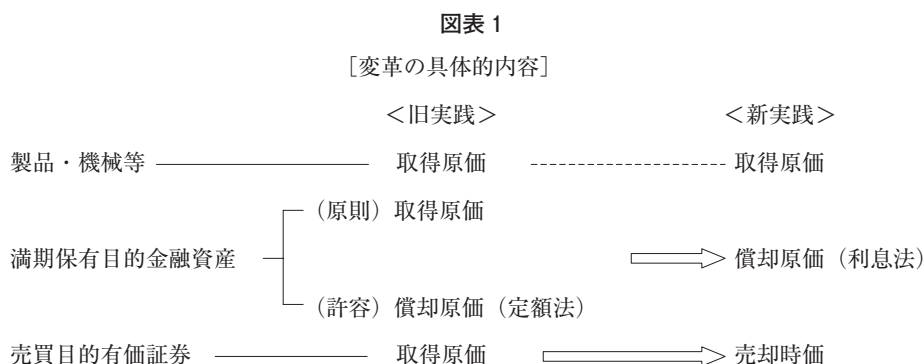 図表 1
［変革の具体的内容］
＜旧実践＞ ＜新実践＞
製品・機械等 取得原価 取得原価
（原則）取得原価
満期保有目的金融資産 償却原価（利息法）
（許容）償却原価（定額法）
売買目的有価証券 取得原価 売却時価